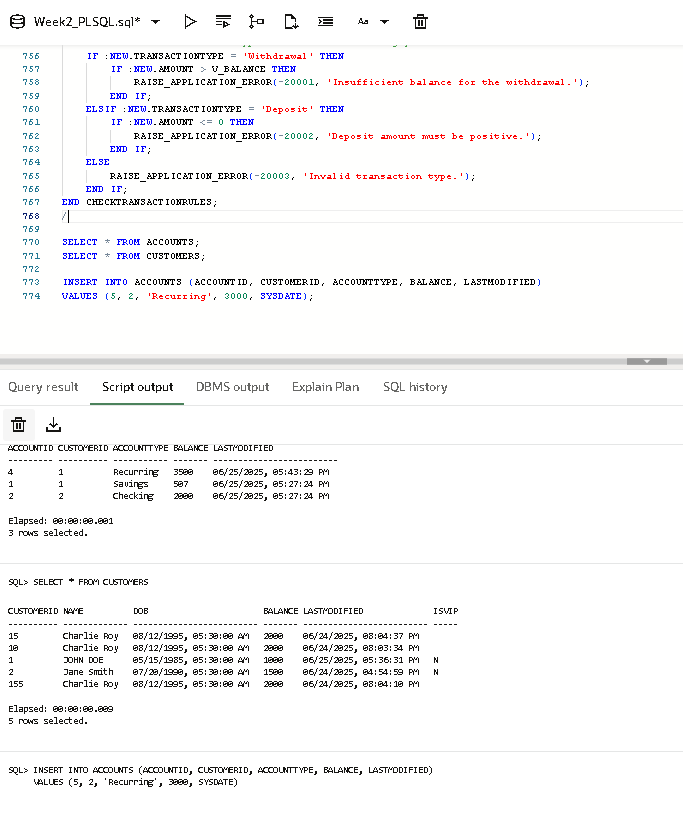 Week2_PLSQL.sql*
Aa
756 IF :NEW.TRANSACTIONTYPE = 'Withdrawal' THEN
757 IF :NEW.AMOUNT > V_BALANCE THEN
758 RAISE_APPLICATION_ERROR(-20001, 'Insufficient balance for the withdrawal.');
759 END IF;
760 ELSIF :NEW.TRANSACTIONTYPE = 'Deposit' THEN
761 IF :NEW.AMOUNT <= 0 THEN
762 RAISE_APPLICATION_ERROR(-20002, 'Deposit amount must be positive.');
763 END IF;
764 ELSE
765 RAISE_APPLICATION_ERROR(-20003, 'Invalid transaction type.');
766 END IF;
767 END CHECKTRANSACTIONRULES;
768 /
769
770 SELECT * FROM ACCOUNTS;
771 SELECT * FROM CUSTOMERS;
772
773 INSERT INTO ACCOUNTS (ACCOUNTID, CUSTOMERID, ACCOUNTTYPE, BALANCE, LASTMODIFIED)
774 VALUES (5, 2, 'Recurring', 3000, SYSDATE);
Query result Script output DBMS output Explain Plan SQL history
ACCOUNTID CUSTOMERID ACCOUNTTYPE BALANCE LASTMODIFIED
--------- ---------- ----------- ------- ----------------------
4 1 Recurring 3500 06/25/2025, 05:43:29 PM
1 1 Savings 507 06/25/2025, 05:27:24 PM
2 2 Checking 2000 06/25/2025, 05:27:24 PM
Elapsed: 00:00:00.001
3 rows selected.
SQL> SELECT * FROM CUSTOMERS
CUSTOMERID NAME DOB BALANCE LASTMODIFIED ISVIP
---------- ----------- ---------------------- ------- ---------------------- -----
15 Charlie Roy 08/12/1995, 05:30:00 AM 2000 06/24/2025, 08:04:37 PM
10 Charlie Roy 08/12/1995, 05:30:00 AM 2000 06/24/2025, 08:03:34 PM
1 JOHN DOE 05/15/1985, 05:30:00 AM 1000 06/25/2025, 05:36:31 PM N
2 Jane Smith 07/20/1990, 05:30:00 AM 1500 06/24/2025, 04:54:59 PM N
155 Charlie Roy 08/12/1995, 05:30:00 AM 2000 06/24/2025, 08:04:10 PM
Elapsed: 00:00:00.009
5 rows selected.
SQL> INSERT INTO ACCOUNTS (ACCOUNTID, CUSTOMERID, ACCOUNTTYPE, BALANCE, LASTMODIFIED)
VALUES (5, 2, 'Recurring', 3000, SYSDATE)